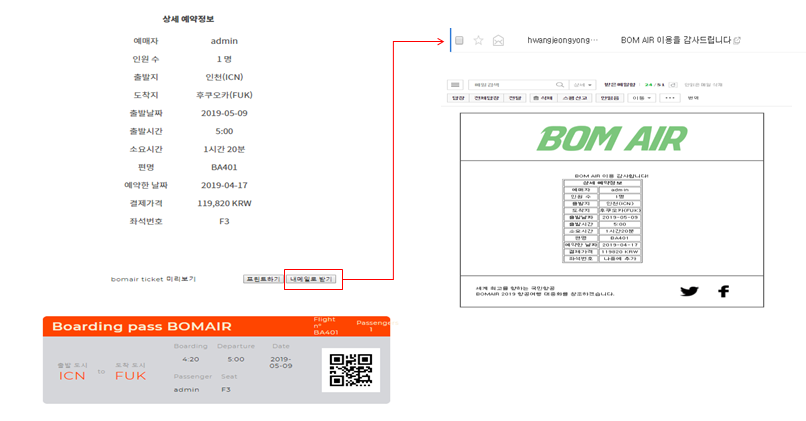 상세 예약정보
예매자 admin
인원 수 1 명
출발지 인천(ICN)
도착지 후쿠오카(FUK)
출발날짜 2019-05-09
출발시간 5:00
소요시간 1시간 20분
편명 BA401
예약한 날짜 2019-04-17
결제가격 119,820 KRW
좌석번호 F3
bomair ticket 미리보기 프린트하기 내메일로 받기
Boarding pass BOMAIR
Flight
n°
BA401
Passenge
1
Boarding Departure Date
4:20 5:00 2019-
05-09
출발 도시 도착 도시
ICN to FUK
Passenger Seat
admin F3
hwangjeongyong··· BOM AIR 이용을 감사드립니다
메일검색 상세 받은메일함 / 24 / 51
답장 전체답장 전달 삭제 스팸신고 안읽음 이동 ··· 번역
BOM AIR
BOM AIR 이용 감사합니다!
상세 예약정보
예매자 admin
인원 수 1명
출발지 인천(ICN)
도착지 후쿠오카(FUK)
출발날짜 2019-05-09
출발시간 5:00
소요시간 1시간20분
편명 BA401
예약한 날짜 2019-04-17
결제가격 119820 KRW
좌석번호 나중에 추가
세계 최고를 향하는 국민항공
BOMAIR 2019 항공여행 대중화를 창조하겠습니다.